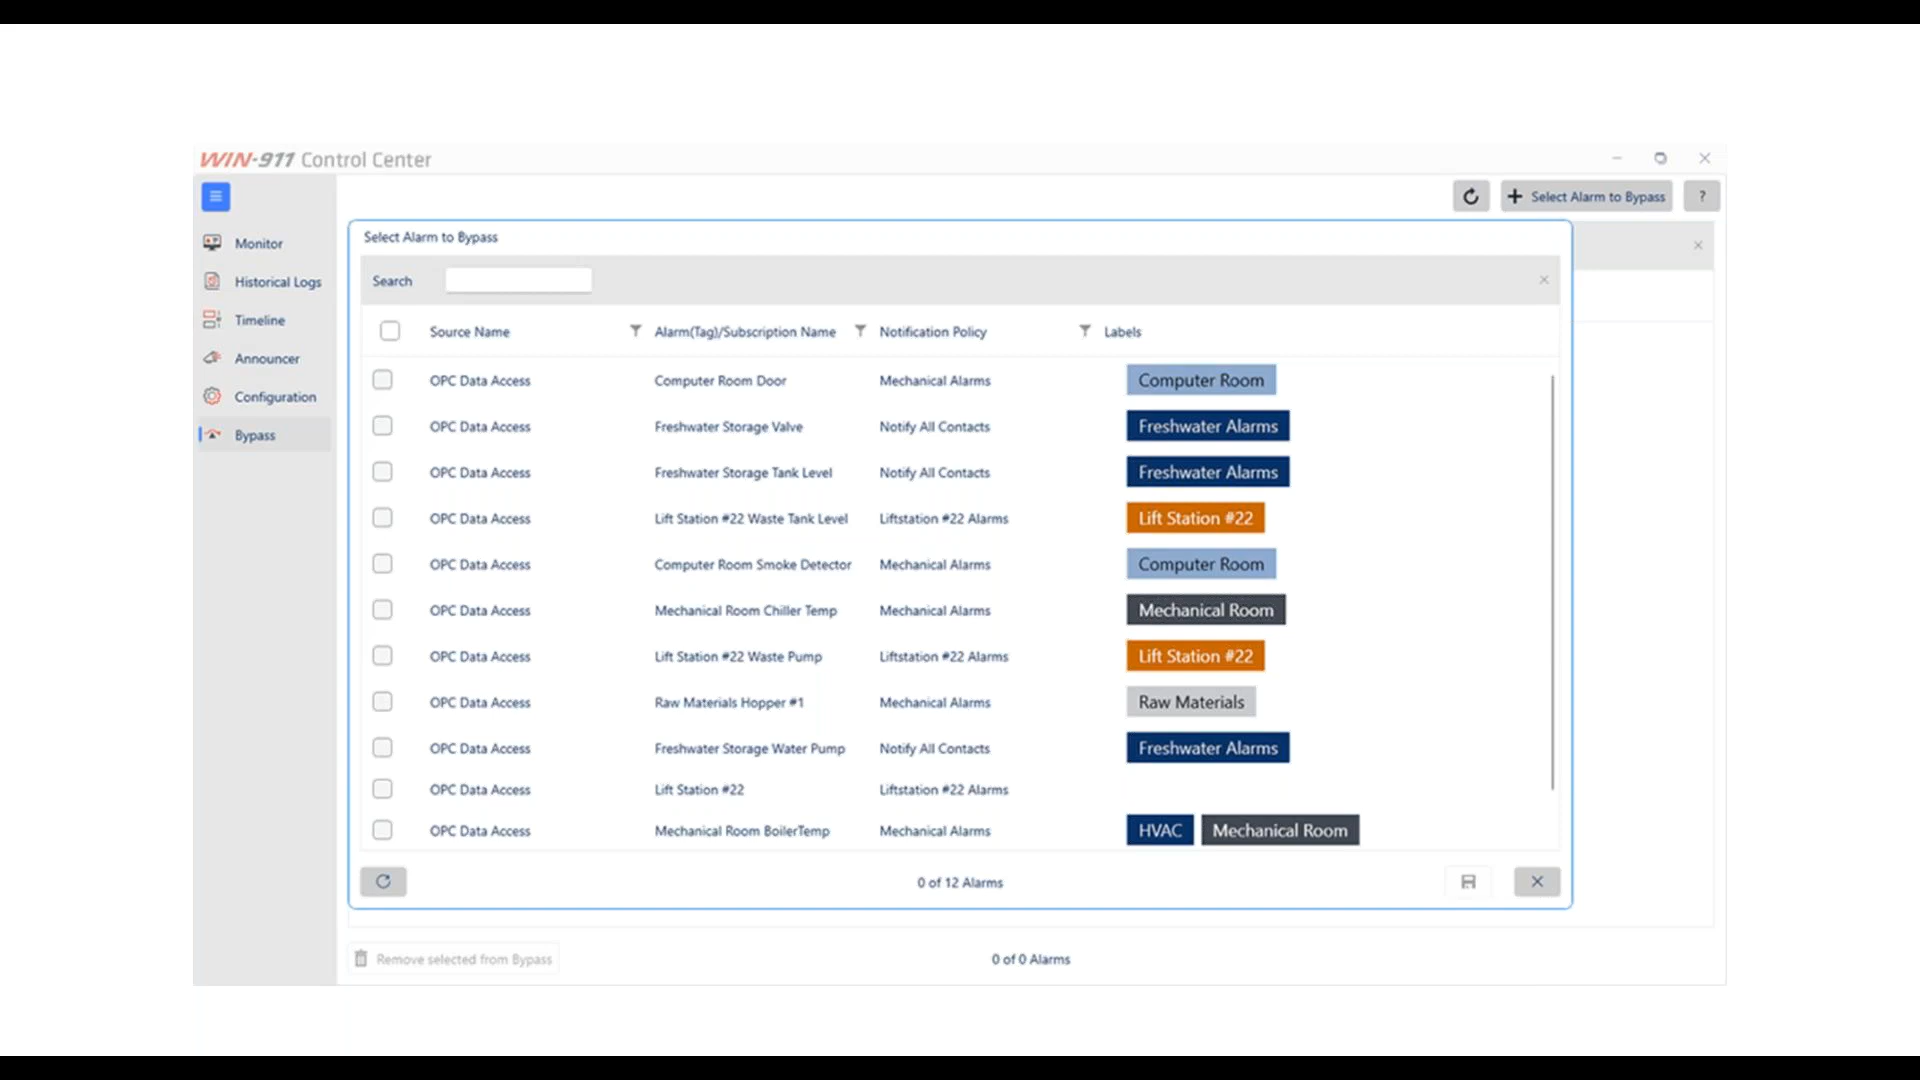 WIN-911 Control Center
+ Select Alarm to Bypass ?
Monitor
Historical Logs
Timeline
Announcer
Configuration
Bypass
Select Alarm to Bypass
Search
Source Name Alarm(Tag)/Subscription Name Notification Policy Labels
OPC Data Access Computer Room Door Mechanical Alarms Computer Room
OPC Data Access Freshwater Storage Valve Notify All Contacts Freshwater Alarms
OPC Data Access Freshwater Storage Tank Level Notify All Contacts Freshwater Alarms
OPC Data Access Lift Station #22 Waste Tank Level Liftstation #22 Alarms Lift Station #22
OPC Data Access Computer Room Smoke Detector Mechanical Alarms Computer Room
OPC Data Access Mechanical Room Chiller Temp Mechanical Alarms Mechanical Room
OPC Data Access Lift Station #22 Waste Pump Liftstation #22 Alarms Lift Station #22
OPC Data Access Raw Materials Hopper #1 Mechanical Alarms Raw Materials
OPC Data Access Freshwater Storage Water Pump Notify All Contacts Freshwater Alarms
OPC Data Access Lift Station #22 Liftstation #22 Alarms
OPC Data Access Mechanical Room BoilerTemp Mechanical Alarms HVAC Mechanical Room
0 of 12 Alarms
Remove selected from Bypass 0 of 0 Alarms